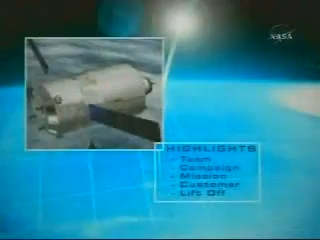 NASA
HIGHLIGHTS
- Team
- Campaign
- Mission
- Customer
- Lift Off